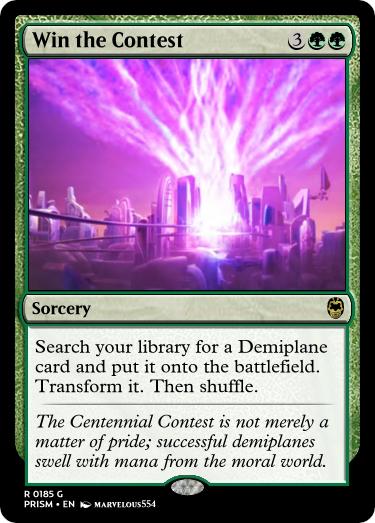 Win the Contest 3
Sorcery
Search your library for a Demiplane
card and put it onto the battlefield.
Transform it. Then shuffle.
The Centennial Contest is not merely a
matter of pride; successful demiplanes
swell with mana from the moral world.
R 0185 G
PRISM • EN MARVELOUS554